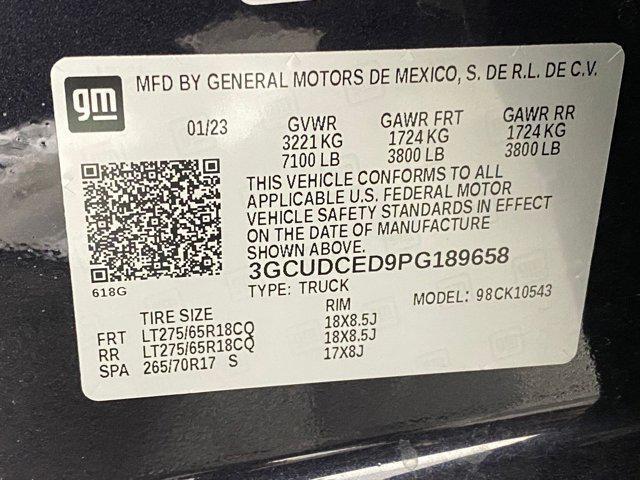 gm
MFD BY GENERAL MOTORS DE MEXICO, S. DE R.L. DE C.V.
01/23 GVWR GAWR FRT GAWR RR
3221 KG 1724 KG 1724 KG
7100 LB 3800 LB 3800 LB
THIS VEHICLE CONFORMS TO ALL
APPLICABLE U.S. FEDERAL MOTOR
VEHICLE SAFETY STANDARDS IN EFFECT
ON THE DATE OF MANUFACTURE
SHOWN ABOVE.
3GCUDCED9PG189658
618G
TYPE: TRUCK MODEL: 98CK10543
TIRE SIZE RIM
FRT LT275/65R18CQ 18X8.5J
RR LT275/65R18CQ 18X8.5J
SPA 265/70R17 S 17X8J